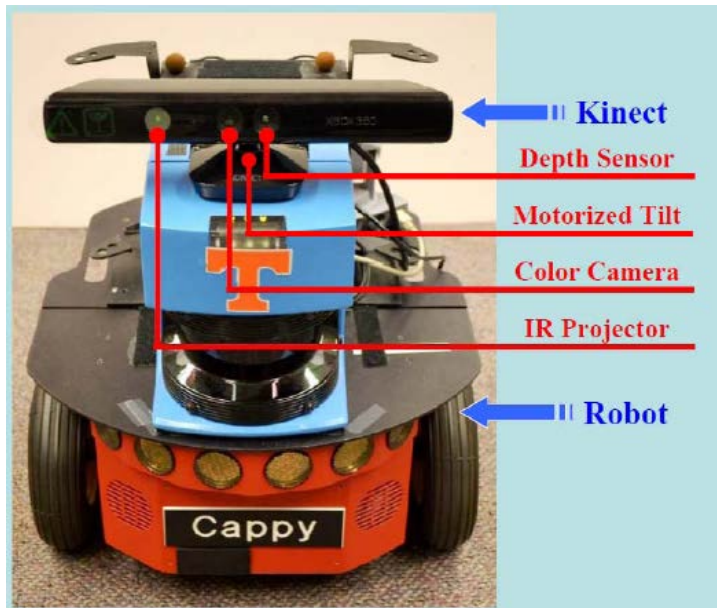 XBOX 360
Kinect
Depth Sensor
Motorized Tilt
T
Color Camera
IR Projector
Robot
Cappy